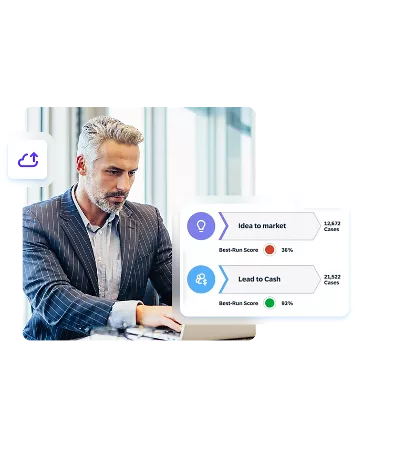 Idea to market
12,672
Cases
Best-Run Score 36%
Lead to Cash
21,522
Cases
Best-Run Score 93%